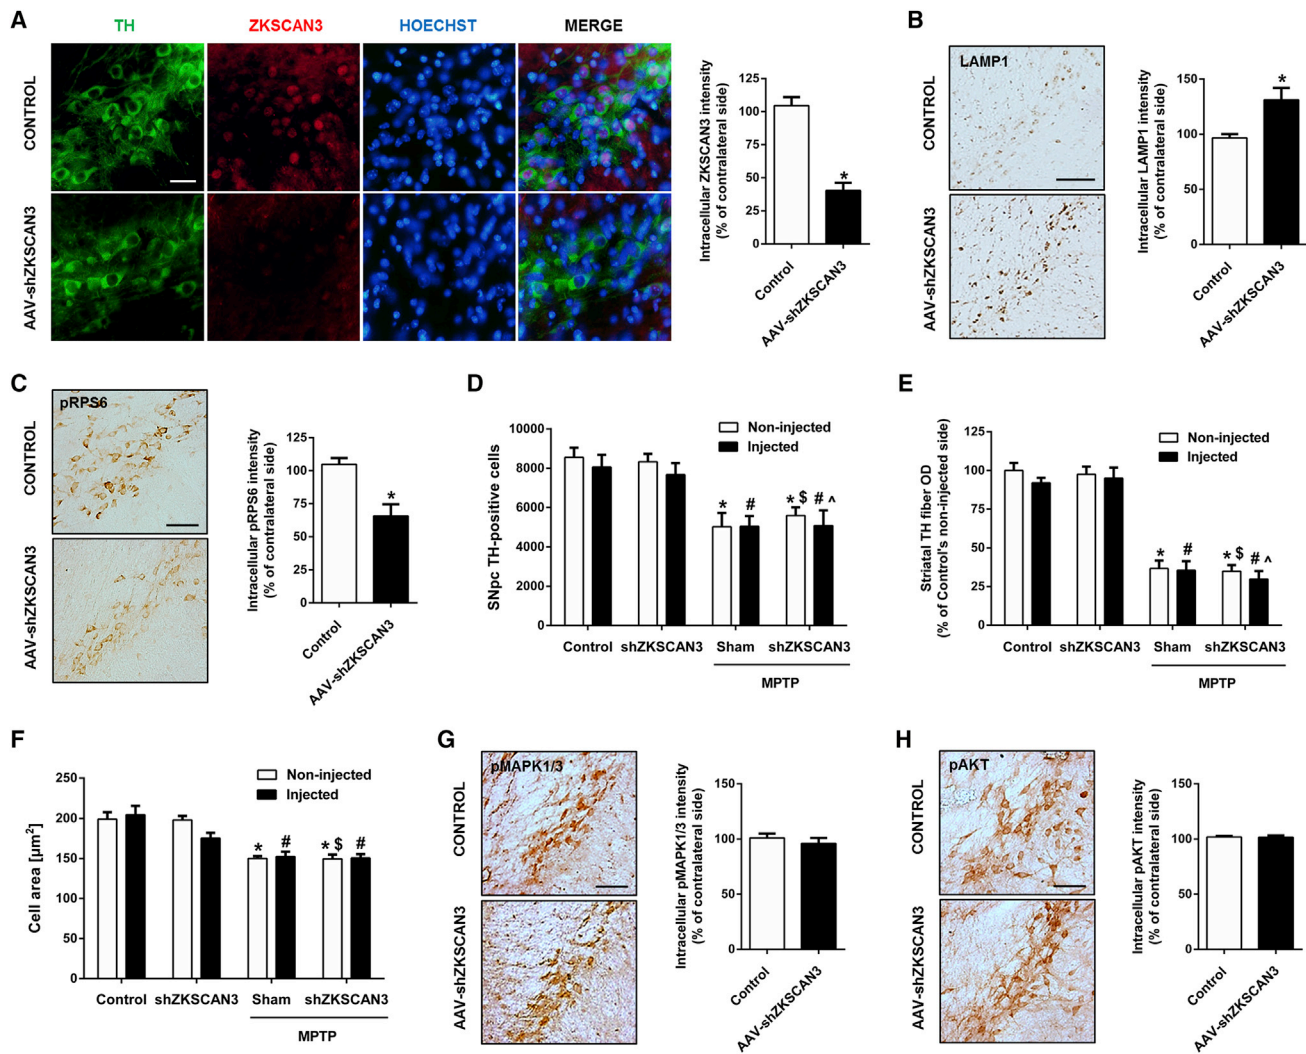 A
TH
ZKSCAN3
HOECHST
MERGE
CONTROL
AAV-shZKSCAN3
Intracellular ZKSCAN3 intensity
(% of contralateral side)
125
100
75
50
25
0
*
Control
AAV-shZKSCAN3
B
LAMP1
CONTROL
AAV-shZKSCAN3
Intracellular LAMP1 intensity
(% of contralateral side)
150
100
50
0
*
Control
AAV-shZKSCAN3
C
pRPS6
CONTROL
AAV-shZKSCAN3
Intracellular pRPS6 intensity
(% of contralateral side)
125
100
75
50
25
0
*
Control
AAV-shZKSCAN3
D
SNpc TH-positive cells
10000
8000
6000
4000
2000
0
Non-injected
Injected
* # * $ # ^
Control shZKSCAN3 Sham shZKSCAN3
MPTP
E
Striatal TH fiber OD
(% of Control's non-injected side)
125
100
75
50
25
0
Non-injected
Injected
* # * $ # ^
Control shZKSCAN3 Sham shZKSCAN3
MPTP
F
Cell area [µm²]
250
200
150
100
50
0
Non-injected
Injected
* # * $ #
Control shZKSCAN3 Sham shZKSCAN3
MPTP
G
pMAPK1/3
CONTROL
AAV-shZKSCAN3
Intracellular pMAPK1/3 intensity
(% of contralateral side)
150
100
50
0
Control
AAV-shZKSCAN3
H
pAKT
CONTROL
AAV-shZKSCAN3
Intracellular pAKT intensity
(% of contralateral side)
150
100
50
0
Control
AAV-shZKSCAN3